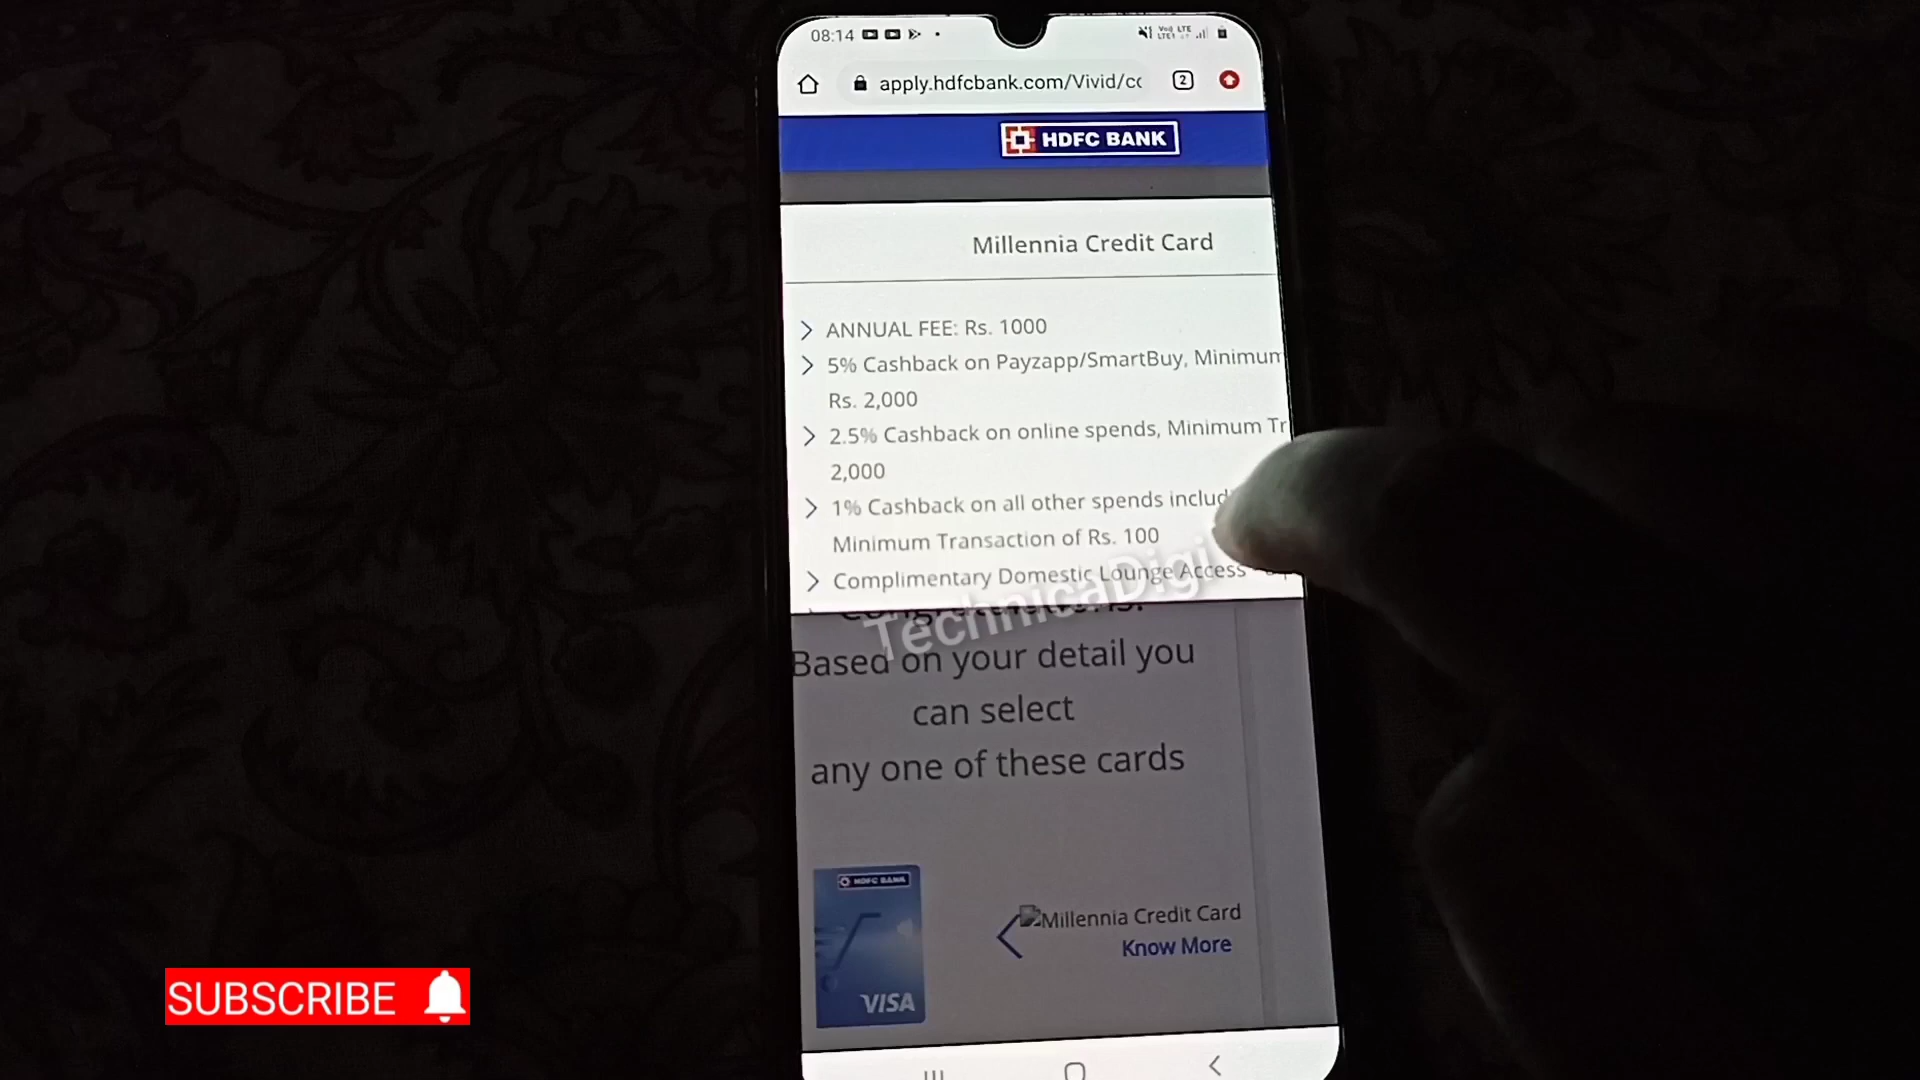 08:14
apply.hdfcbank.com/Vivid/cc
2
HDFC BANK
Millennia Credit Card
ANNUAL FEE: Rs. 1000
5% Cashback on Payzapp/SmartBuy, Minimum
Rs. 2,000
2.5% Cashback on online spends, Minimum Tr
2,000
1% Cashback on all other spends includ
Minimum Transaction of Rs. 100
Complimentary Domestic Lounge Access -
TechnicaDigi
Based on your detail you
can select
any one of these cards
HDFC BANK
VISA
Millennia Credit Card
Know More
SUBSCRIBE